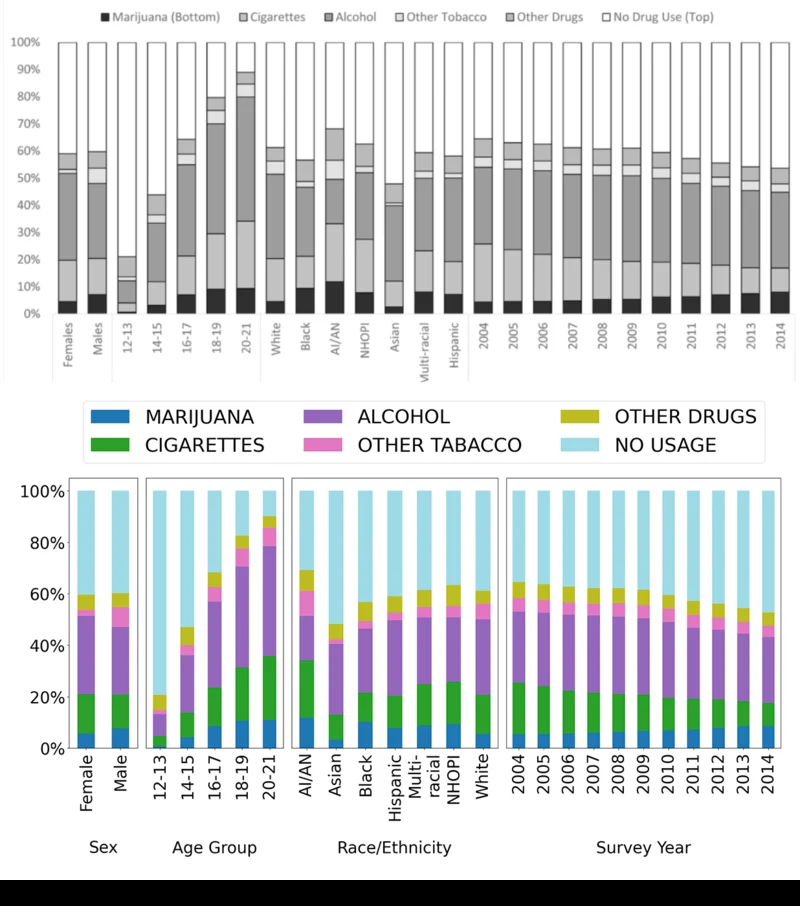 Marijuana (Bottom) Cigarettes Alcohol Other Tobacco Other Drugs No Drug Use (Top)
100%
90%
80%
70%
60%
50%
40%
30%
20%
10%
0%
Females Males 12-13 14-15 16-17 18-19 20-21 White Black AI/AN NHOPI Asian Multi-racial Hispanic 2004 2005 2006 2007 2008 2009 2010 2011 2012 2013 2014
MARIJUANA ALCOHOL OTHER DRUGS
CIGARETTES OTHER TOBACCO NO USAGE
100%
80%
60%
40%
20%
0%
Female Male 12-13 14-15 16-17 18-19 20-21 AI/AN Asian Black Hispanic Multi-racial NHOPI White 2004 2005 2006 2007 2008 2009 2010 2011 2012 2013 2014
Sex Age Group Race/Ethnicity Survey Year